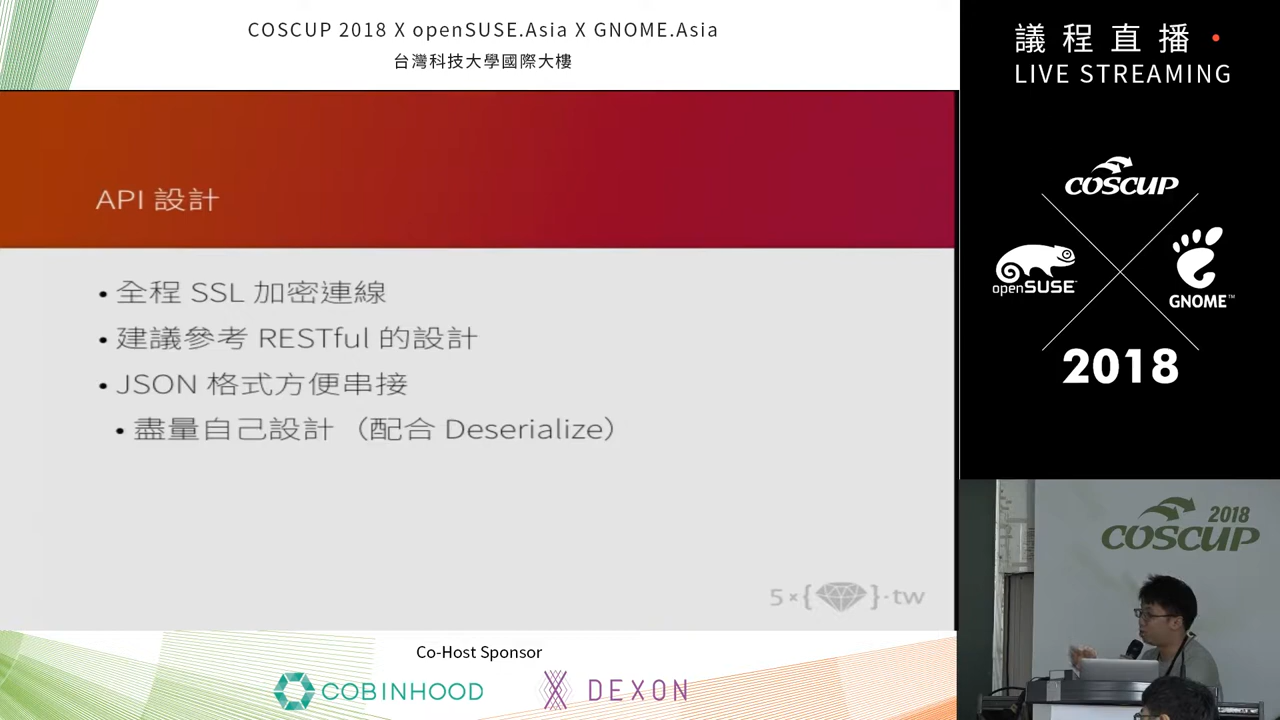 COSCUP 2018 X openSUSE.Asia X GNOME.Asia
台灣科技大學國際大樓
議程直播
LIVE STREAMING
COSCUP
openSUSE
GNOME™
2018
API 設計
• 全程 SSL 加密連線
• 建議參考 RESTful 的設計
• JSON 格式方便串接
• 盡量自己設計（配合 Deserialize）
5×{}.tw
2018
COSCUP
Co-Host Sponsor
COBINHOOD
DEXON